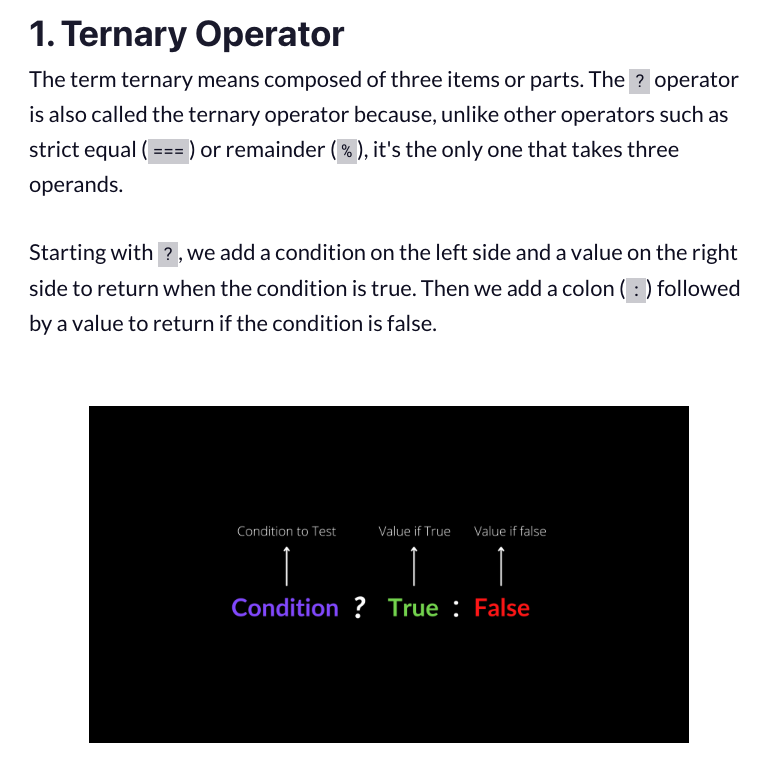 1. Ternary Operator
The term ternary means composed of three items or parts. The ? operator
is also called the ternary operator because, unlike other operators such as
strict equal ( === ) or remainder ( % ), it's the only one that takes three
operands.
Starting with ? , we add a condition on the left side and a value on the right
side to return when the condition is true. Then we add a colon ( : ) followed
by a value to return if the condition is false.
Condition to Test Value if True Value if false
Condition ? True : False